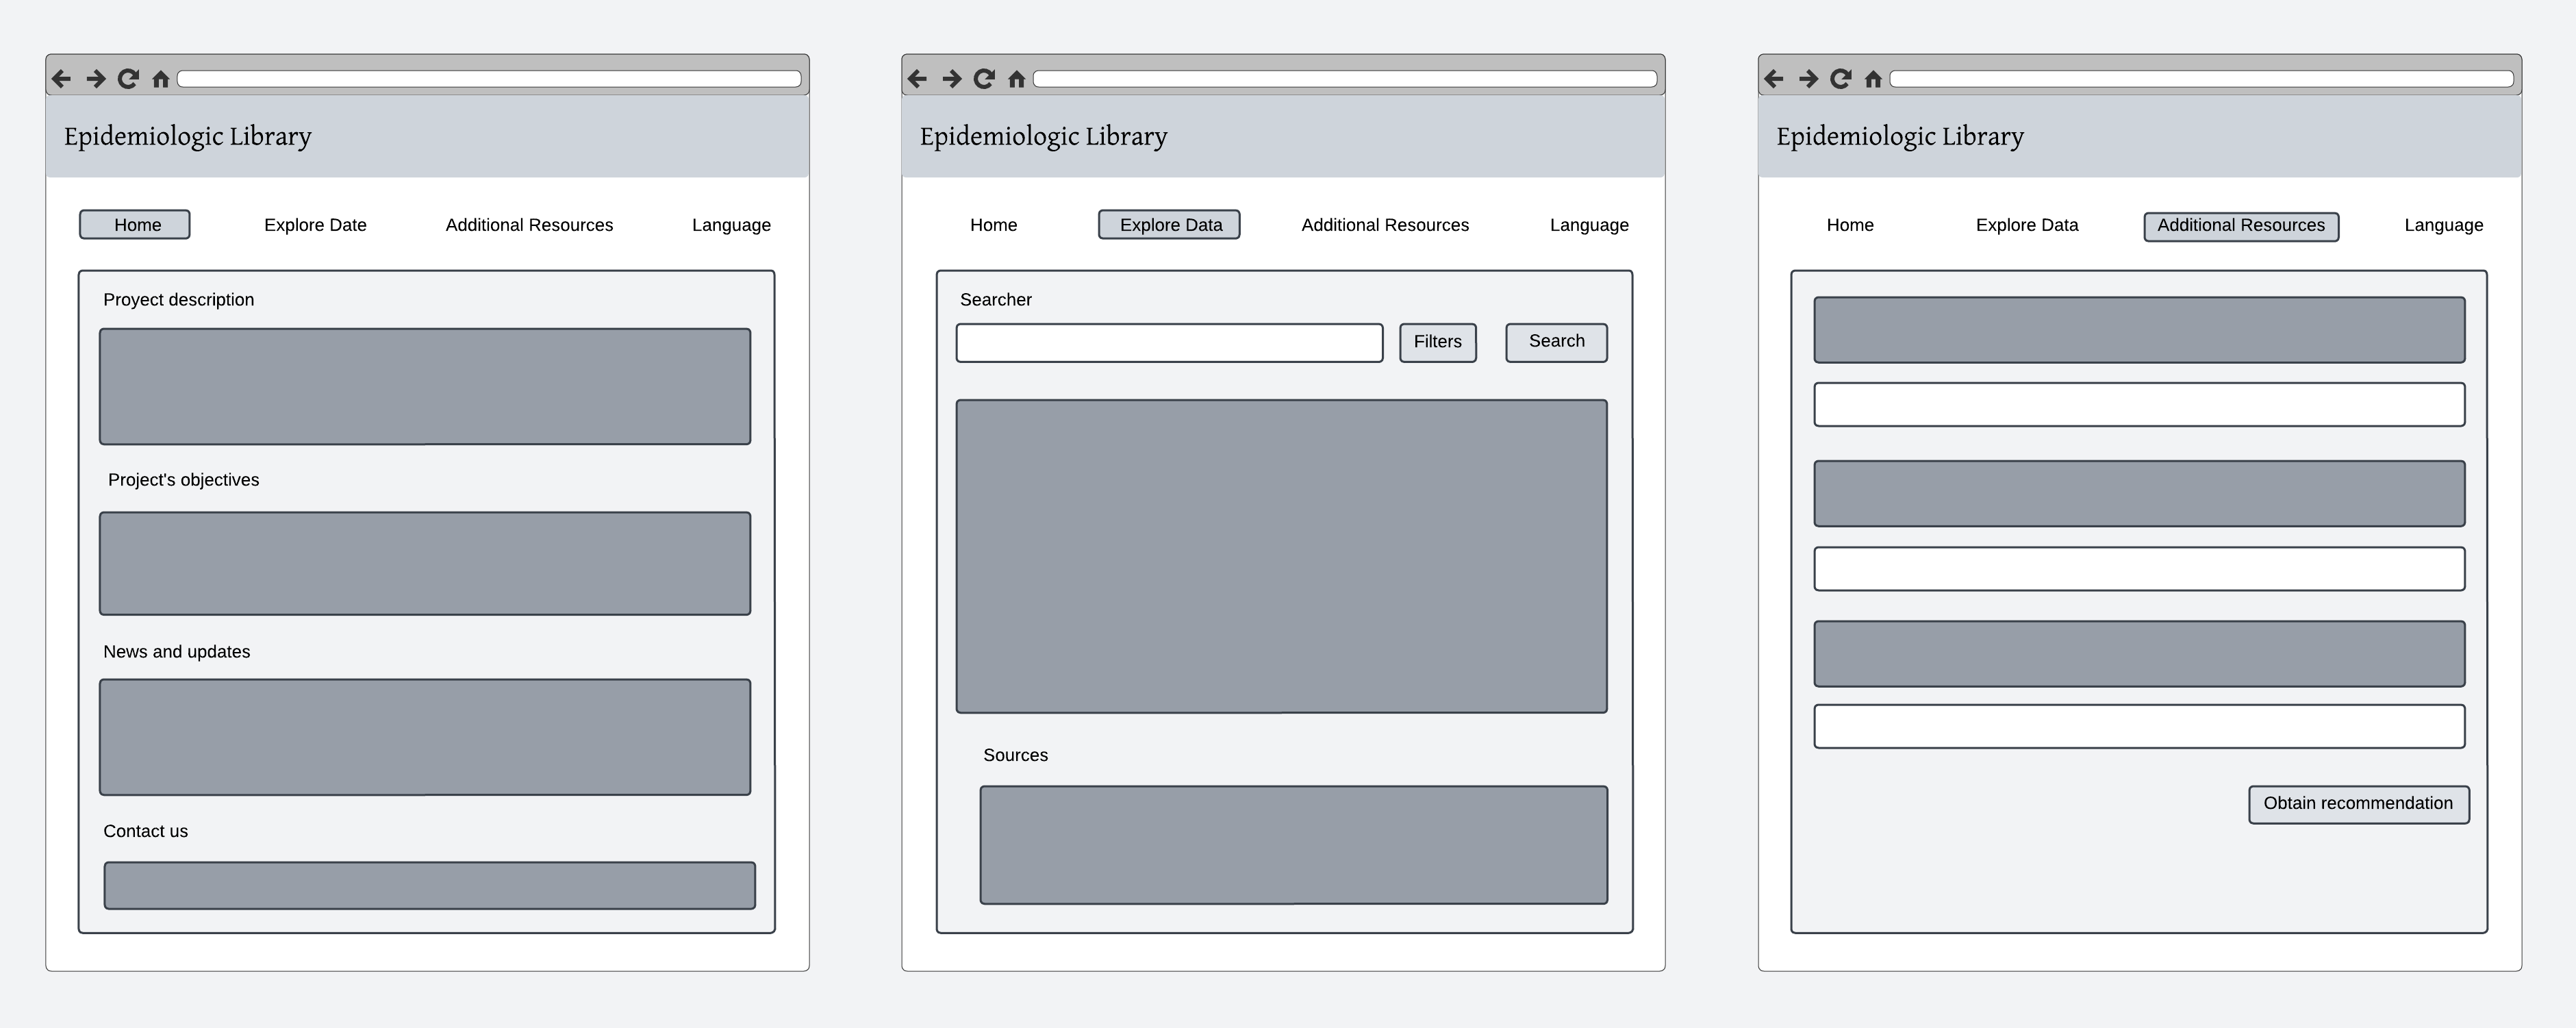 Epidemiologic Library
Home Explore Date Additional Resources Language
Proyect description
Project's objectives
News and updates
Contact us
Epidemiologic Library
Home Explore Data Additional Resources Language
Searcher
Filters Search
Sources
Epidemiologic Library
Home Explore Data Additional Resources Language
Obtain recommendation